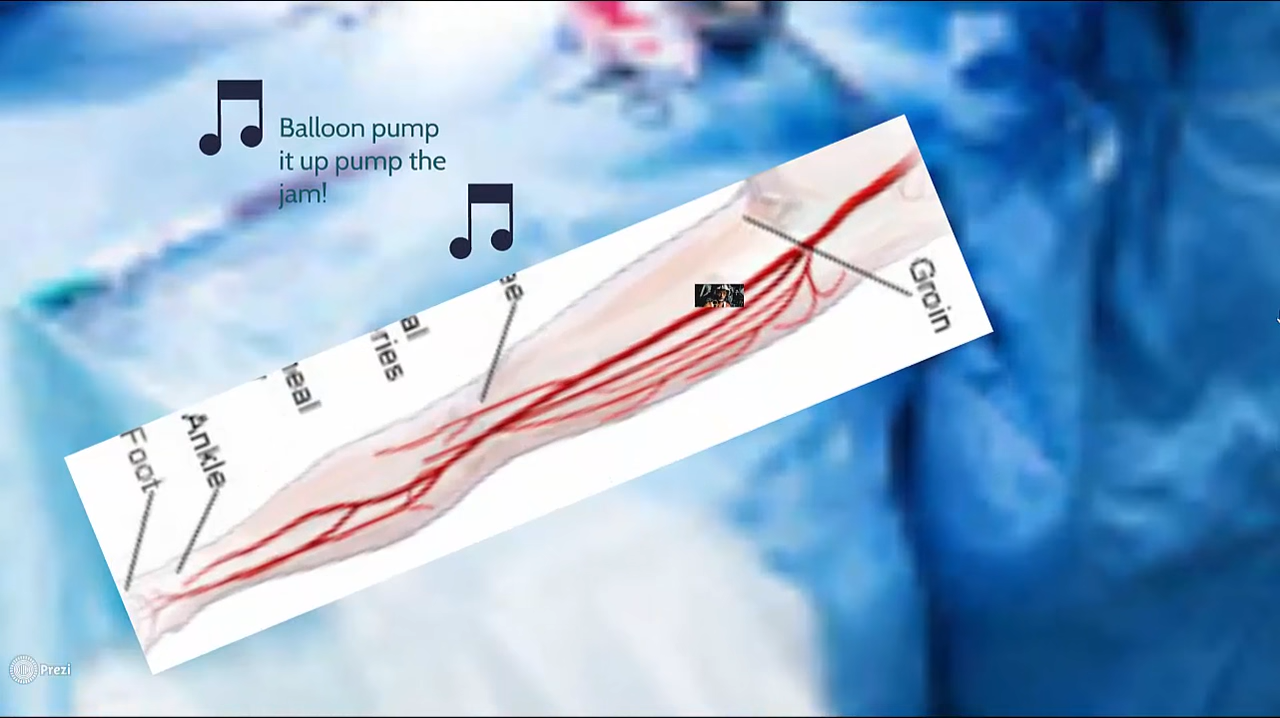 Balloon pump
it up pump the
jam!
Groin
Ankle
Foot
Prezi